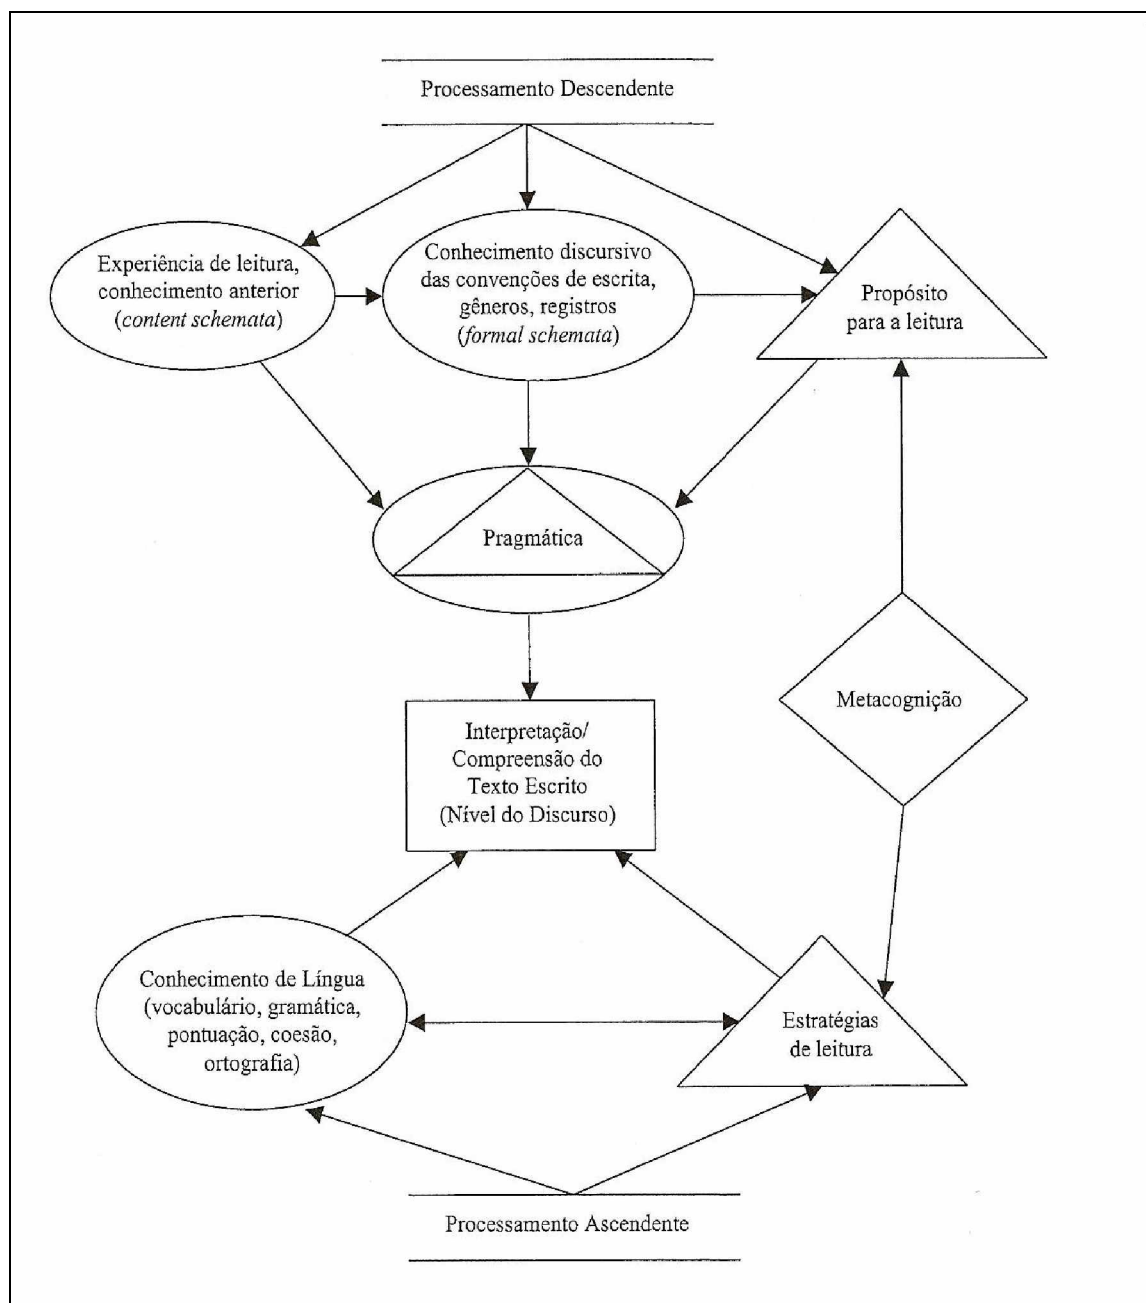 Processamento Descendente
Experiência de leitura,
conhecimento anterior
(content schemata)
Conhecimento discursivo
das convenções de escrita,
gêneros, registros
(formal schemata)
Propósito
para a leitura
Pragmática
Metacognição
Interpretação/
Compreensão do
Texto Escrito
(Nível do Discurso)
Conhecimento de Língua
(vocabulário, gramática,
pontuação, coesão,
ortografia)
Estratégias
de leitura
Processamento Ascendente